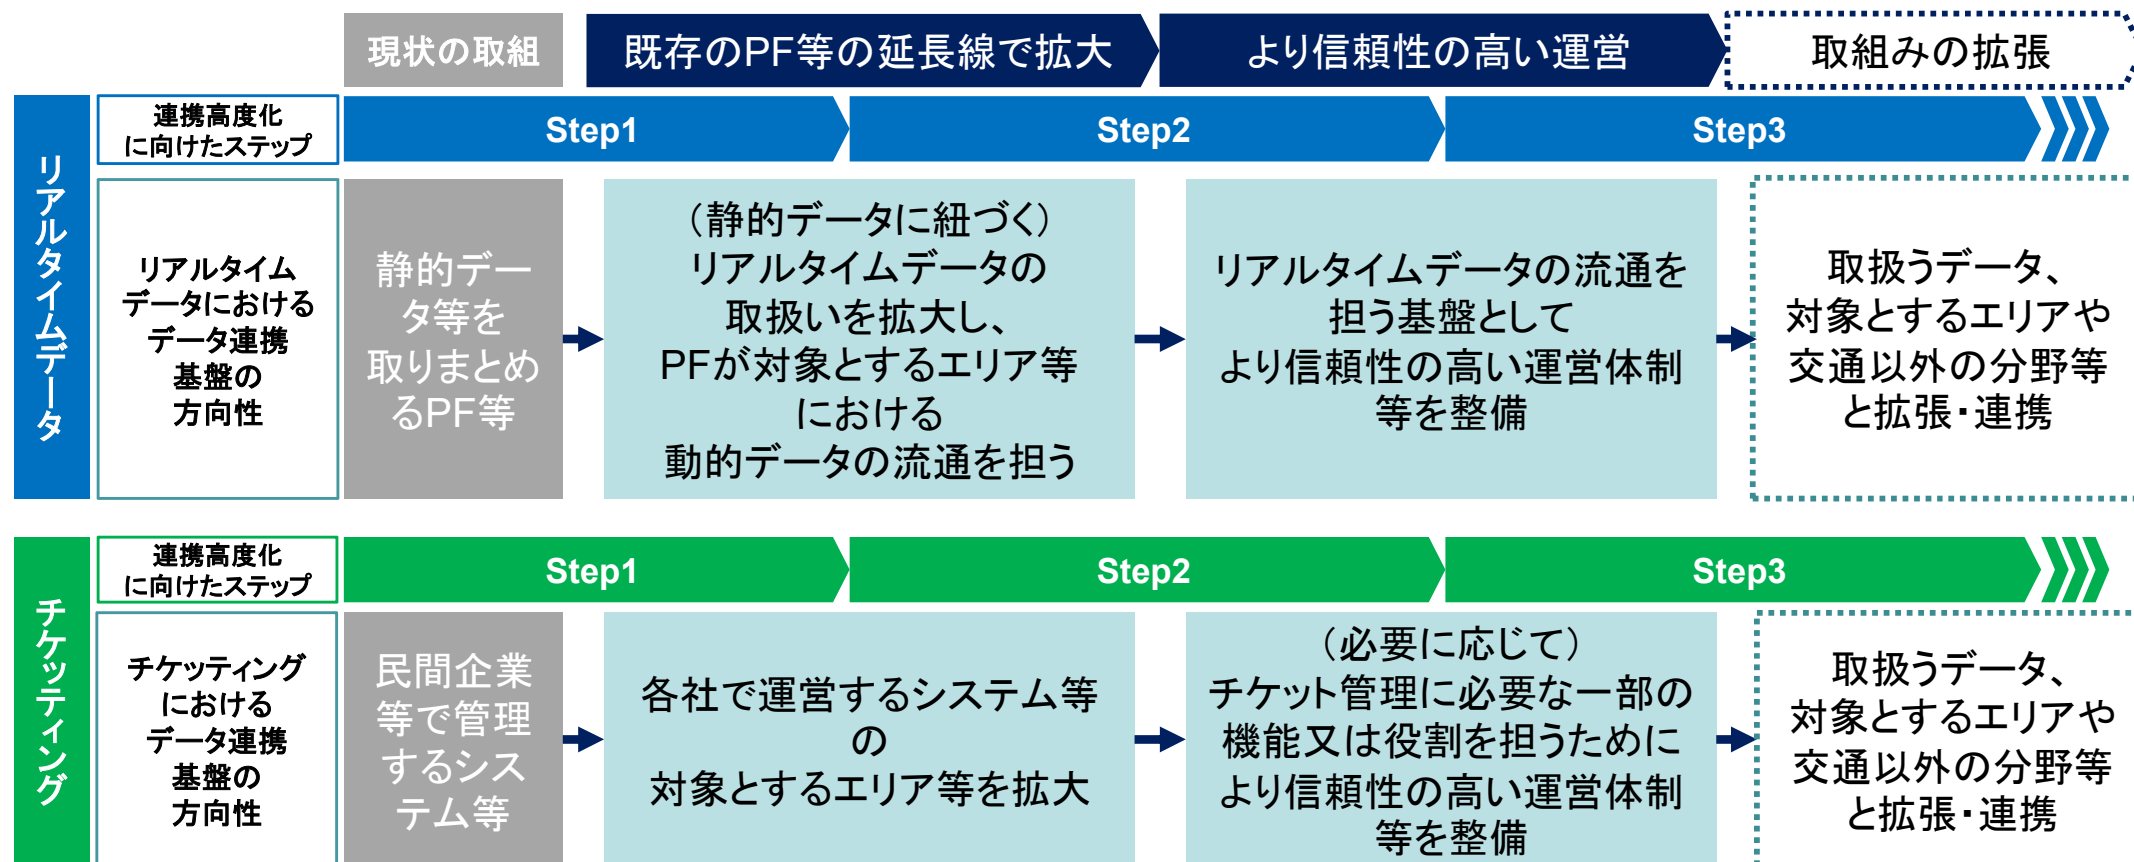 現状の取組
既存のPF等の延長線で拡大
より信頼性の高い運営
取組みの拡張
リアルタイムデータ
連携高度化
に向けたステップ
Step1
Step2
Step3
リアルタイム
データにおける
データ連携
基盤の
方向性
静的デー
タ等を
取りまとめ
るPF等
（静的データに紐づく）
リアルタイムデータの
取扱いを拡大し、
PFが対象とするエリア等
における
動的データの流通を担う
リアルタイムデータの流通を
担う基盤として
より信頼性の高い運営体制
等を整備
取扱うデータ、
対象とするエリアや
交通以外の分野等
と拡張・連携
チケッティング
連携高度化
に向けたステップ
Step1
Step2
Step3
チケッティング
における
データ連携
基盤の
方向性
民間企業
等で管理
するシス
テム等
各社で運営するシステム等
の
対象とするエリア等を拡大
（必要に応じて）
チケット管理に必要な一部の
機能又は役割を担うために
より信頼性の高い運営体制
等を整備
取扱うデータ、
対象とするエリアや
交通以外の分野等
と拡張・連携